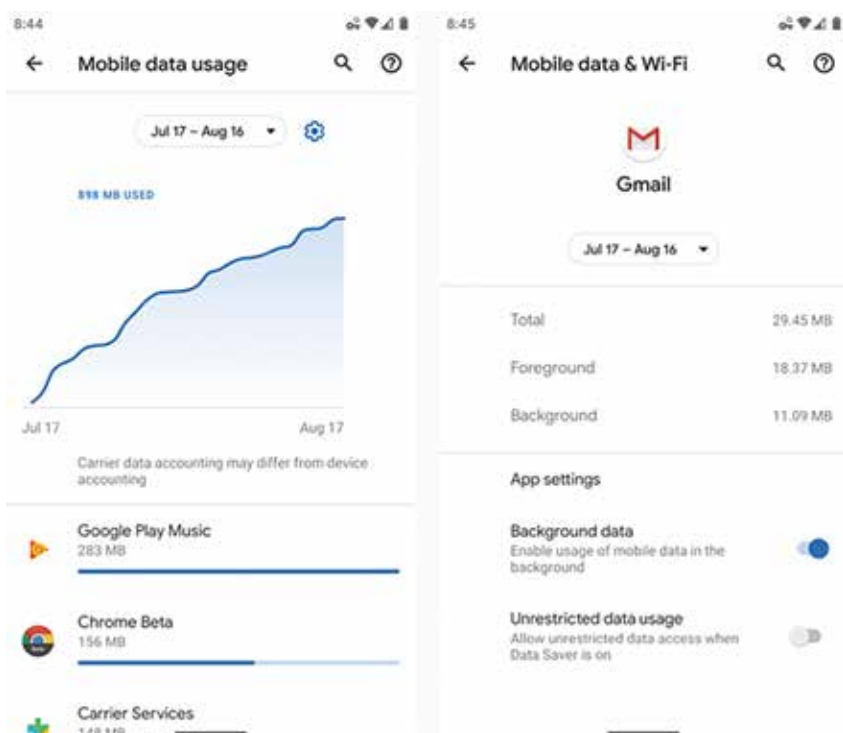 8:44
Mobile data usage
Jul 17 – Aug 16
898 MB USED
Jul 17
Aug 17
Carrier data accounting may differ from device
accounting
Google Play Music
283 MB
Chrome Beta
156 MB
Carrier Services
148 MB
8:45
Mobile data & Wi-Fi
Gmail
Jul 17 – Aug 16
Total 29.45 MB
Foreground 18.37 MB
Background 11.09 MB
App settings
Background data
Enable usage of mobile data in the
background
Unrestricted data usage
Allow unrestricted data access when
Data Saver is on